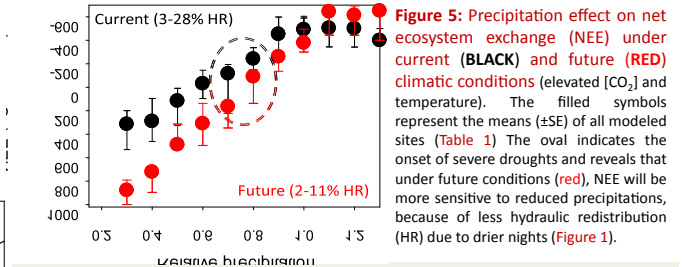 -600
Current (3-28% HR)
-400
-200
0
200
400
600
800
1000
Future (2-11% HR)
0.2 0.4 0.6 0.8 1.0 1.2
Relative precipitation
Figure 5: Precipitation effect on net
ecosystem exchange (NEE) under
current (BLACK) and future (RED)
climatic conditions (elevated [CO₂] and
temperature). The filled symbols
represent the means (±SE) of all modeled
sites (Table 1) The oval indicates the
onset of severe droughts and reveals that
under future conditions (red), NEE will be
more sensitive to reduced precipitations,
because of less hydraulic redistribution
(HR) due to drier nights (Figure 1).